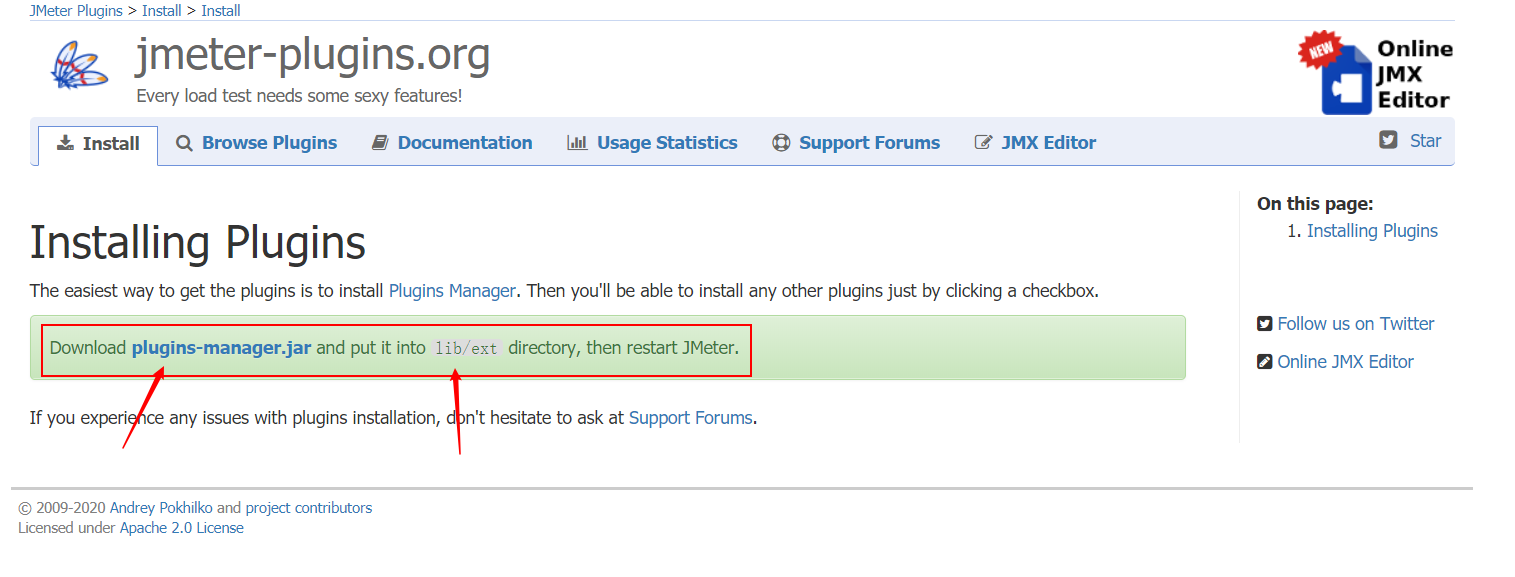 JMeter Plugins > Install > Install
jmeter-plugins.org
Every load test needs some sexy features!
NEW
Online
JMX
Editor
Install
Browse Plugins
Documentation
Usage Statistics
Support Forums
JMX Editor
Star
Installing Plugins
The easiest way to get the plugins is to install Plugins Manager. Then you'll be able to install any other plugins just by clicking a checkbox.
Download plugins-manager.jar and put it into lib/ext directory, then restart JMeter.
If you experience any issues with plugins installation, don't hesitate to ask at Support Forums.
On this page:
1. Installing Plugins
Follow us on Twitter
Online JMX Editor
© 2009-2020 Andrey Pokhilko and project contributors
Licensed under Apache 2.0 License